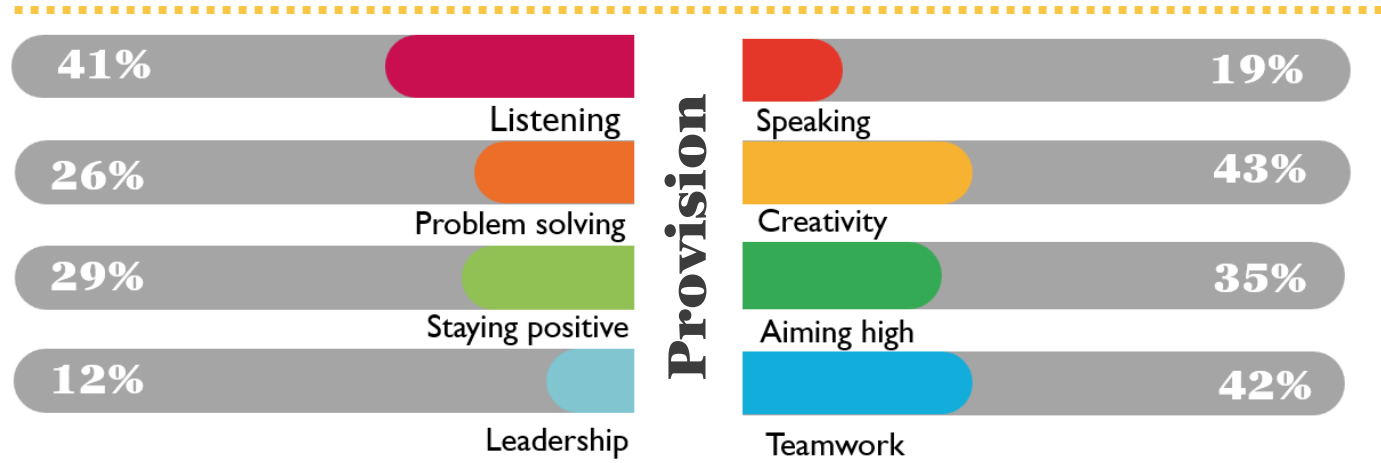 41%
Listening
26%
Problem solving
29%
Staying positive
12%
Leadership
Provision
19%
Speaking
43%
Creativity
35%
Aiming high
42%
Teamwork